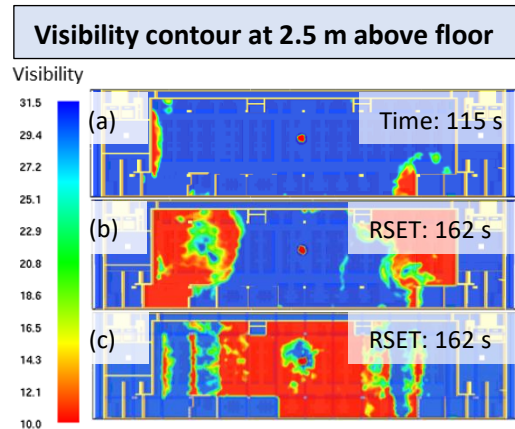 Visibility contour at 2.5 m above floor
Visibility
31.5
29.4
27.2
25.1
22.9
20.8
18.6
16.5
14.3
12.1
10.0
(a)
Time: 115 s
(b)
RSET: 162 s
(c)
RSET: 162 s